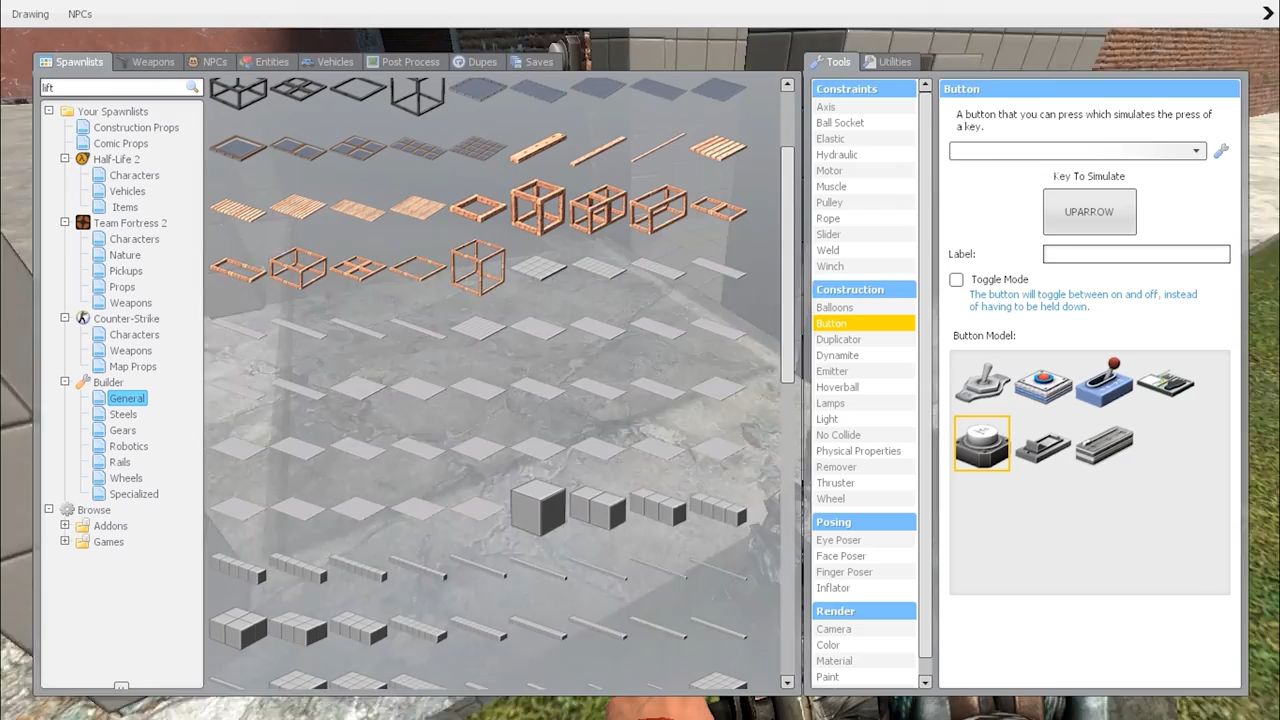 Drawing NPCs
Spawnlists Weapons NPCs Entities Vehicles Post Process Dupes Saves
lift
Your Spawnlists
Construction Props
Comic Props
Half-Life 2
Characters
Vehicles
Items
Team Fortress 2
Characters
Nature
Pickups
Props
Weapons
Counter-Strike
Characters
Weapons
Map Props
Builder
General
Steels
Gears
Robotics
Rails
Wheels
Specialized
Browse
Addons
Games
Tools Utilities
Constraints
Axis
Ball Socket
Elastic
Hydraulic
Motor
Muscle
Pulley
Rope
Slider
Weld
Winch
Construction
Balloons
Button
Duplicator
Dynamite
Emitter
Hoverball
Lamps
Light
No Collide
Physical Properties
Remover
Thruster
Wheel
Posing
Eye Poser
Face Poser
Finger Poser
Inflator
Render
Camera
Color
Material
Paint
Button
A button that you can press which simulates the press of
a key.
Key To Simulate
UPARROW
Label:
Toggle Mode
The button will toggle between on and off, instead
of having to be held down.
Button Model: